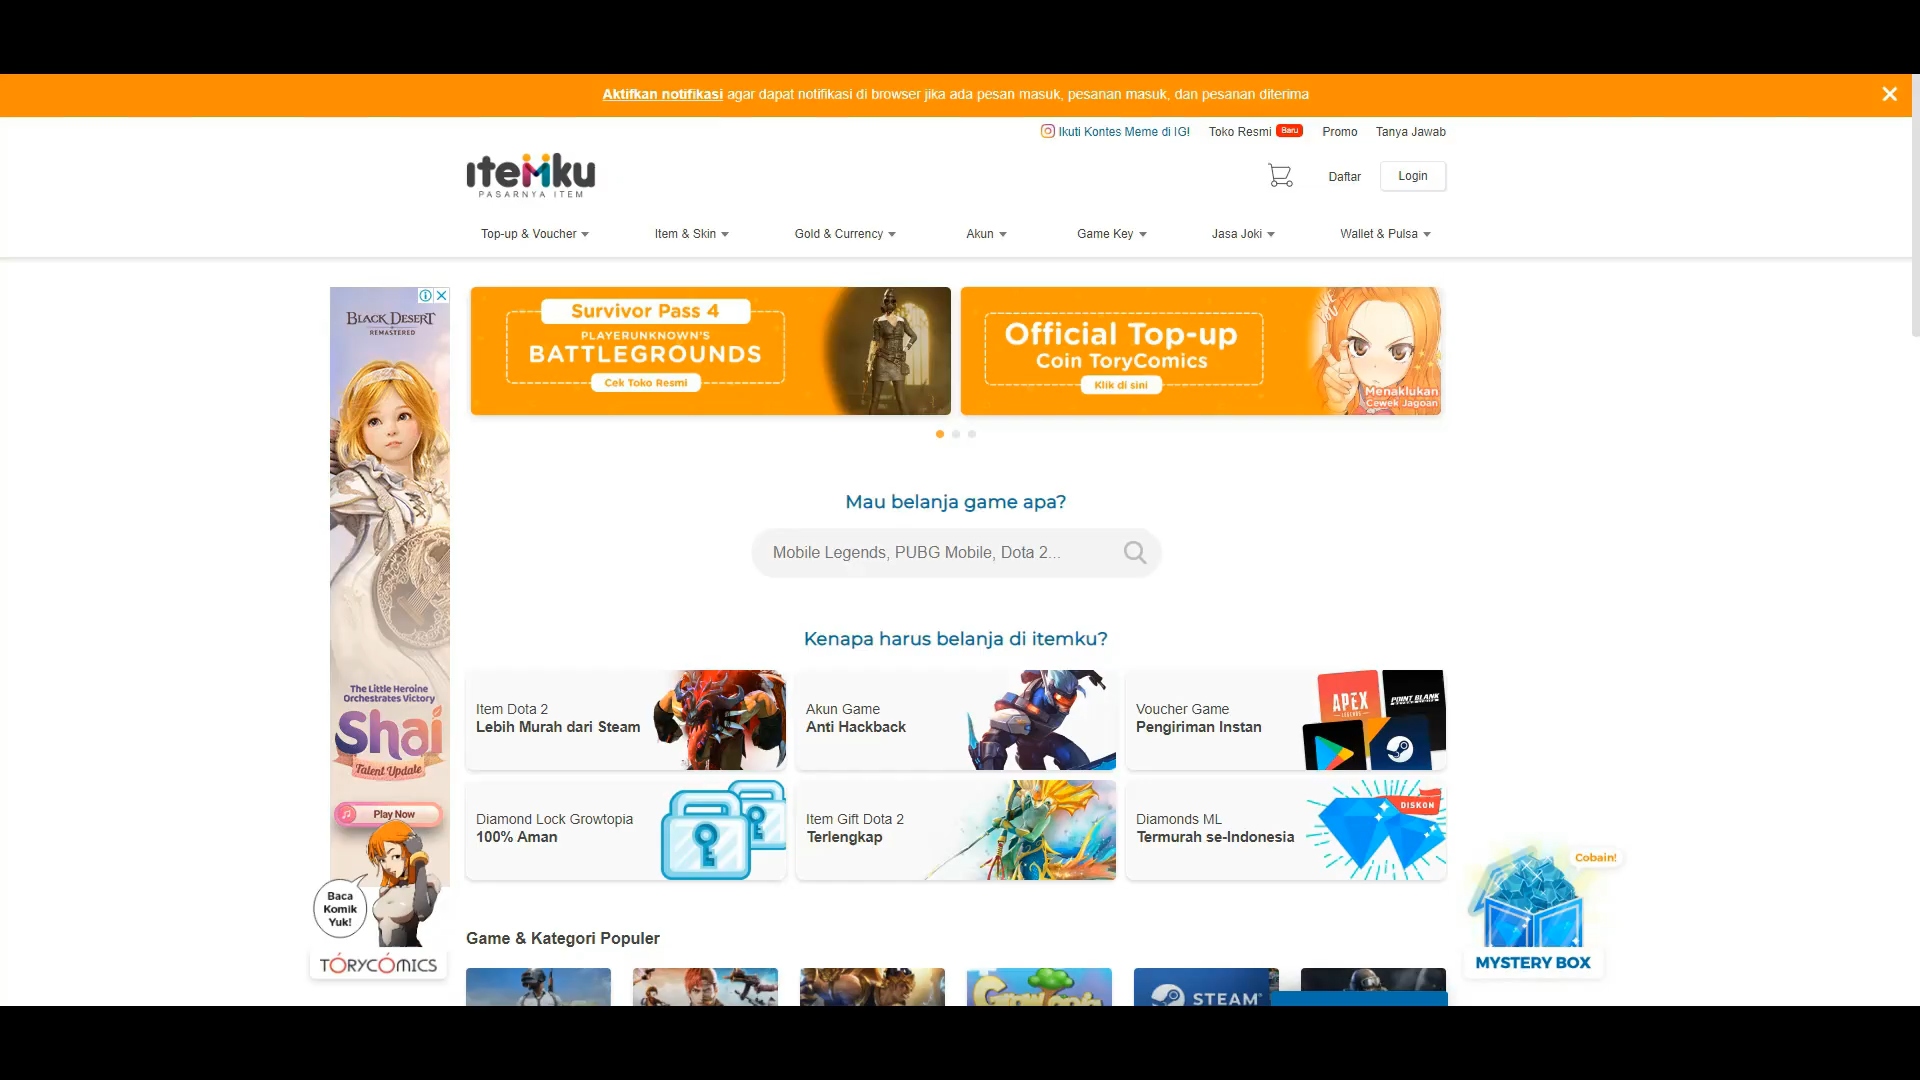 Aktifkan notifikasi agar dapat notifikasi di browser jika ada pesan masuk, pesanan masuk, dan pesanan diterima
Ikuti Kontes Meme di IG!
Toko Resmi Baru
Promo
Tanya Jawab
itemku
PASARNYA ITEM
Daftar
Login
Top-up & Voucher
Item & Skin
Gold & Currency
Akun
Game Key
Jasa Joki
Wallet & Pulsa
BLACK DESERT
REMASTERED
The Little Heroine
Orchestrates Victory
Shai
Talent Update
Play Now
Baca
Komik
Yuk!
TORYCOMICS
Survivor Pass 4
PLAYERUNKNOWN'S
BATTLEGROUNDS
Cek Toko Resmi
Official Top-up
Coin ToryComics
Klik di sini
Menaklukan
Cewek Jagoan
Mau belanja game apa?
Mobile Legends, PUBG Mobile, Dota 2...
Kenapa harus belanja di itemku?
Item Dota 2
Lebih Murah dari Steam
Akun Game
Anti Hackback
Voucher Game
Pengiriman Instan
APEX
LEGENDS
POINT BLANK
Diamond Lock Growtopia
100% Aman
Item Gift Dota 2
Terlengkap
Diamonds ML
Termurah se-Indonesia
DISKON
Cobain!
MYSTERY BOX
Game & Kategori Populer
Growtopia
STEAM